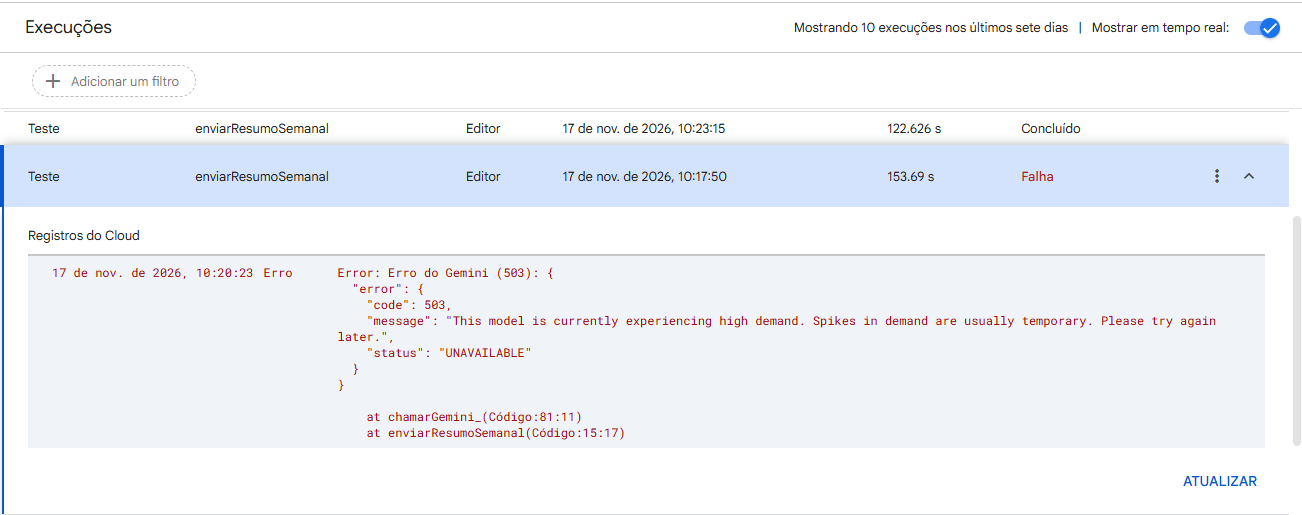 Execuções
Mostrando 10 execuções nos últimos sete dias | Mostrar em tempo real:
Adicionar um filtro
Teste enviarResumoSemanal Editor 17 de nov. de 2026, 10:23:15 122.626 s Concluído
Teste enviarResumoSemanal Editor 17 de nov. de 2026, 10:17:50 153.69 s Falha
Registros do Cloud
17 de nov. de 2026, 10:20:23 Erro Error: Erro do Gemini (503): {
"error": {
"code": 503,
"message": "This model is currently experiencing high demand. Spikes in demand are usually temporary. Please try again
later.",
"status": "UNAVAILABLE"
}
}
at chamarGemini_(Código:81:11)
at enviarResumoSemanal(Código:15:17)
ATUALIZAR